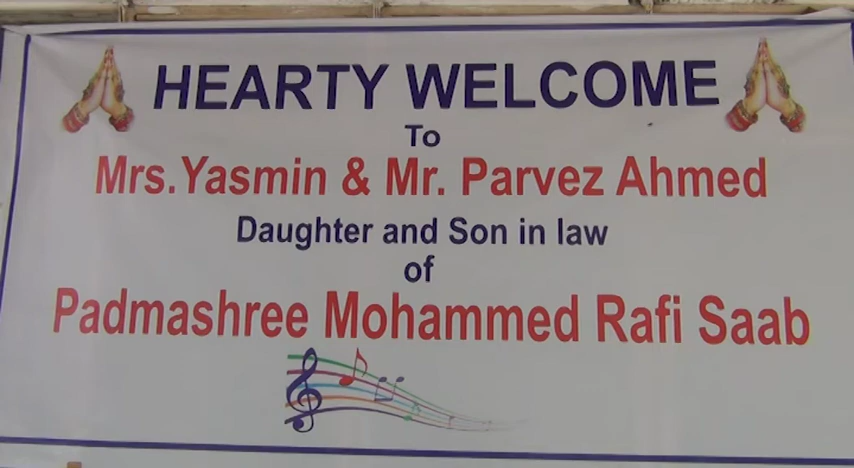 HEARTY WELCOME
To
Mrs.Yasmin & Mr. Parvez Ahmed
Daughter and Son in law
of
Padmashree Mohammed Rafi Saab